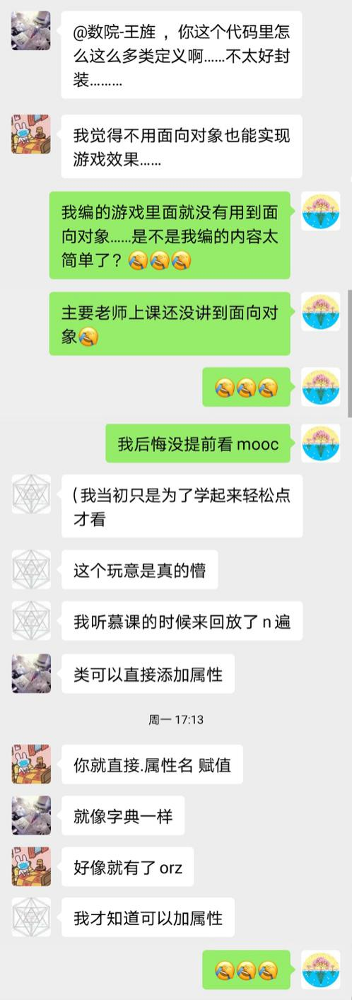 @数院-王旌 ，你这个代码里怎
么这么多类定义啊……不太好封
装………
我觉得不用面向对象也能实现
游戏效果……
我编的游戏里面就没有用到面
向对象……是不是我编的内容太
简单了？🤣🤣🤣
主要老师上课还没讲到面向对
象🤣
🤣🤣🤣
我后悔没提前看 mooc
（我当初只是为了学起来轻松点
才看
这个玩意是真的懵
我听慕课的时候来回放了 n 遍
类可以直接添加属性
周一 17:13
你就直接.属性名 赋值
就像字典一样
好像就有了 orz
我才知道可以加属性
🤣🤣🤣